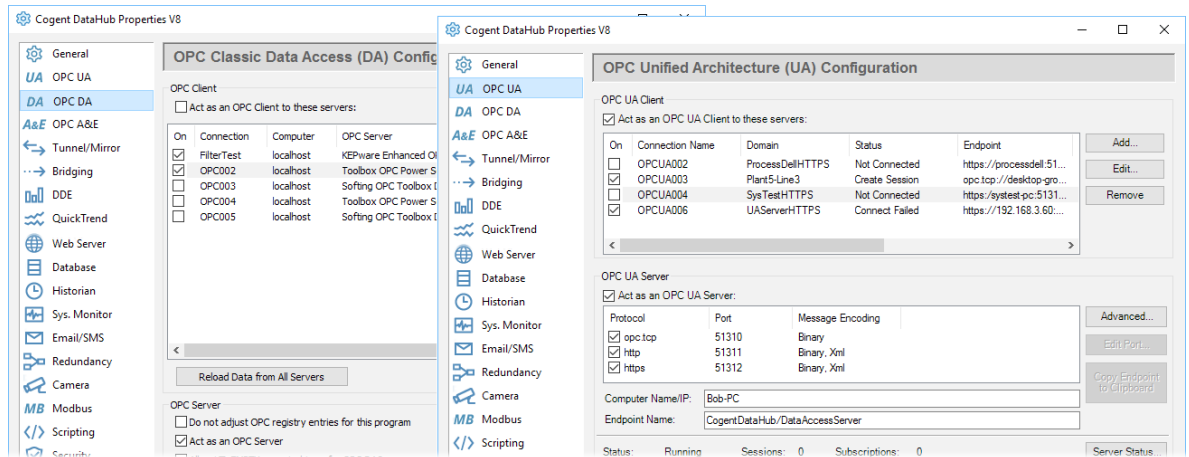 Cogent DataHub Properties V8
General
UA OPC UA
DA OPC DA
A&E OPC A&E
Tunnel/Mirror
Bridging
DDE
QuickTrend
Web Server
Database
Historian
Sys. Monitor
Email/SMS
Redundancy
Camera
MB Modbus
Scripting
Security
OPC Classic Data Access (DA) Config
OPC Client
Act as an OPC Client to these servers:
On Connection Computer OPC Server
FilterTest localhost KEPware Enhanced O
OPC002 localhost Toolbox OPC Power S
OPC003 localhost Softing OPC Toolbox
OPC004 localhost Toolbox OPC Power S
OPC005 localhost Softing OPC Toolbox
Reload Data from All Servers
OPC Server
Do not adjust OPC registry entries for this program
Act as an OPC Server
Cogent DataHub Properties V8
General
UA OPC UA
DA OPC DA
A&E OPC A&E
Tunnel/Mirror
Bridging
DDE
QuickTrend
Web Server
Database
Historian
Sys. Monitor
Email/SMS
Redundancy
Camera
MB Modbus
Scripting
OPC Unified Architecture (UA) Configuration
OPC UA Client
Act as an OPC UA Client to these servers:
On Connection Name Domain Status Endpoint
OPCUA002 ProcessDellHTTPS Not Connected https://processdell:51...
OPCUA003 Plant5-Line3 Create Session opc.tcp://desktop-gro...
OPCUA004 SysTestHTTPS Not Connected https:/systest-pc:5131...
OPCUA006 UAServerHTTPS Connect Failed https://192.168.3.60:...
Add...
Edit...
Remove
OPC UA Server
Act as an OPC UA Server:
Protocol Port Message Encoding
opc.tcp 51310 Binary
http 51311 Binary, Xml
https 51312 Binary, Xml
Advanced...
Edit Port...
Copy Endpoint
to Clipboard
Computer Name/IP: Bob-PC
Endpoint Name: CogentDataHub/DataAccessServer
Status: Running Sessions: 0 Subscriptions: 0
Server Status...